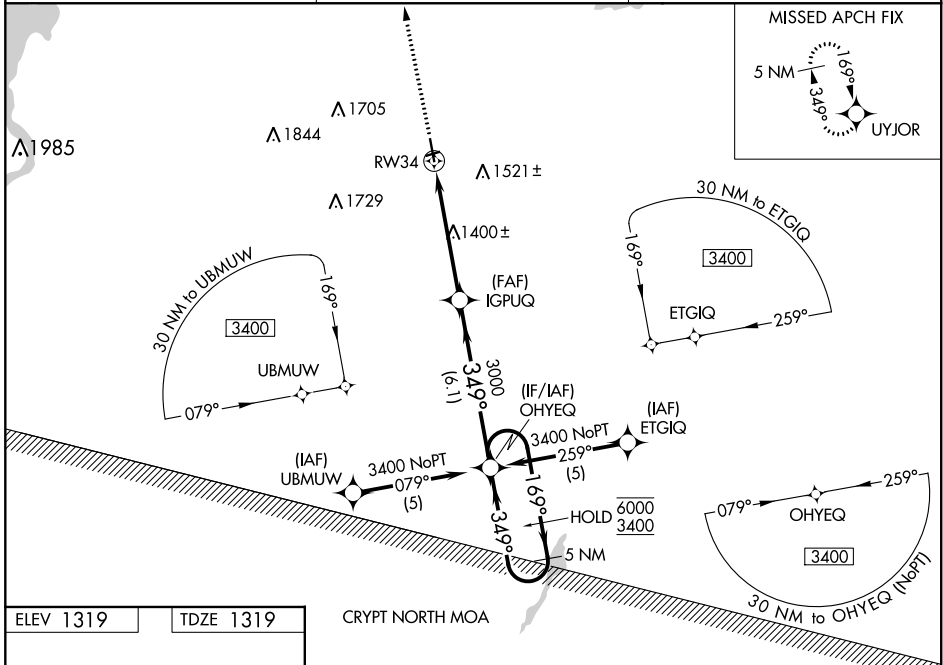 MISSED APCH FIX
5 NM
169°
349°
UYJOR
1705
1844
1985
RW34
1521±
1729
1400±
30 NM to UBMUW
169°
3400
UBMUW
079°
30 NM to ETGIQ
169°
3400
ETGIQ
259°
(FAF)
IGPUQ
3000
349°
(6.1)
(IF/IAF)
OHYEQ
(IAF)
ETGIQ
3400 NoPT
259°
(5)
(IAF)
UBMUW
3400 NoPT
079°
(5)
169°
349°
HOLD
6000
3400
5 NM
079°
259°
OHYEQ
3400
30 NM to OHYEQ (NoPT)
ELEV 1319
TDZE 1319
CRYPT NORTH MOA